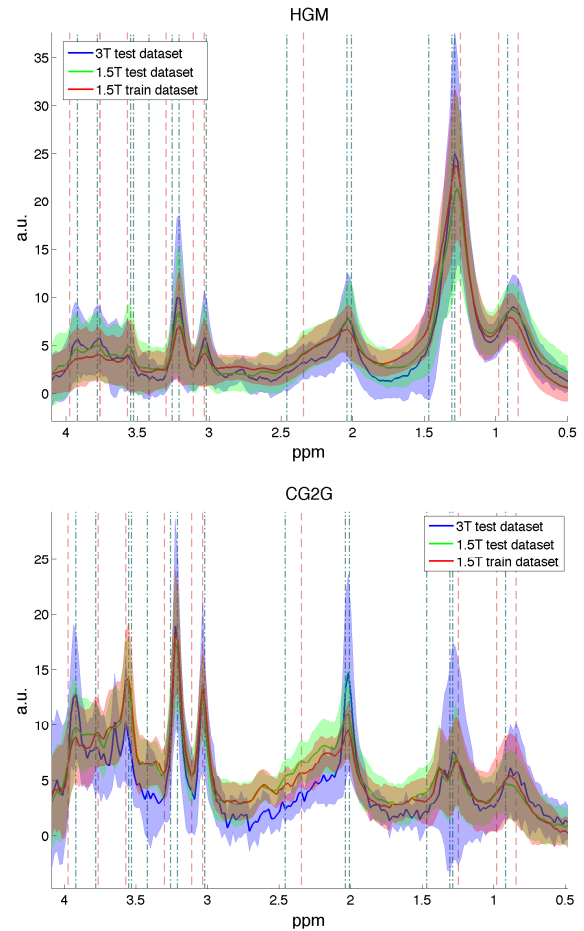 HGM
35
30
25
20
15
10
5
0
a.u.
3T test dataset
1.5T test dataset
1.5T train dataset
4 3.5 3 2.5 2 1.5 1 0.5
ppm
CG2G
25
20
15
10
5
0
a.u.
3T test dataset
1.5T test dataset
1.5T train dataset
4 3.5 3 2.5 2 1.5 1 0.5
ppm